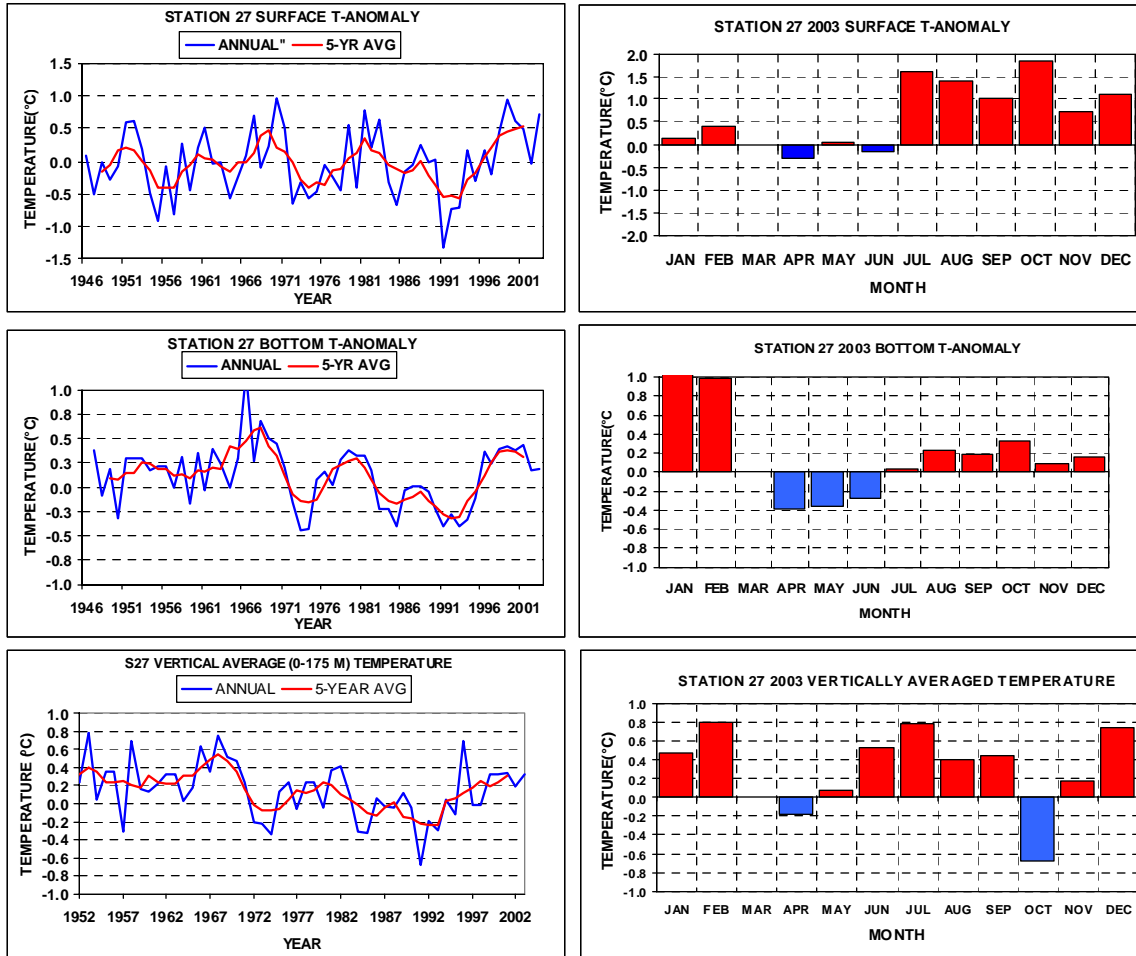 STATION 27 SURFACE T-ANOMALY
ANNUAL" 5-YR AVG
TEMPERATURE(°C)
1.5
1.0
0.5
0.0
-0.5
-1.0
-1.5
1946 1951 1956 1961 1966 1971 1976 1981 1986 1991 1996 2001
YEAR
STATION 27 2003 SURFACE T-ANOMALY
TEMPERATURE(°C)
2.0
1.5
1.0
0.5
0.0
-0.5
-1.0
-1.5
-2.0
JAN FEB MAR APR MAY JUN JUL AUG SEP OCT NOV DEC
MONTH
STATION 27 BOTTOM T-ANOMALY
ANNUAL 5-YR AVG
TEMPERATURE(°C)
1.0
0.8
0.5
0.3
0.0
-0.3
-0.5
-0.8
-1.0
1946 1951 1956 1961 1966 1971 1976 1981 1986 1991 1996 2001
YEAR
STATION 27 2003 BOTTOM T-ANOMALY
TEMPERATURE(°C
1.0
0.8
0.6
0.4
0.2
0.0
-0.2
-0.4
-0.6
-0.8
-1.0
JAN FEB MAR APR MAY JUN JUL AUG SEP OCT NOV DEC
MONTH
S27 VERTICAL AVERAGE (0-175 M) TEMPERATURE
ANNUAL 5-YEAR AVG
TEMPERATURE (°C)
1.0
0.8
0.6
0.4
0.2
0.0
-0.2
-0.4
-0.6
-0.8
-1.0
1952 1957 1962 1967 1972 1977 1982 1987 1992 1997 2002
YEAR
STATION 27 2003 VERTICALLY AVERAGED TEMPERATURE
TEMPERATURE(°C)
1.0
0.8
0.6
0.4
0.2
0.0
-0.2
-0.4
-0.6
-0.8
-1.0
JAN FEB MAR APR MAY JUN JUL AUG SEP OCT NOV DEC
MONTH